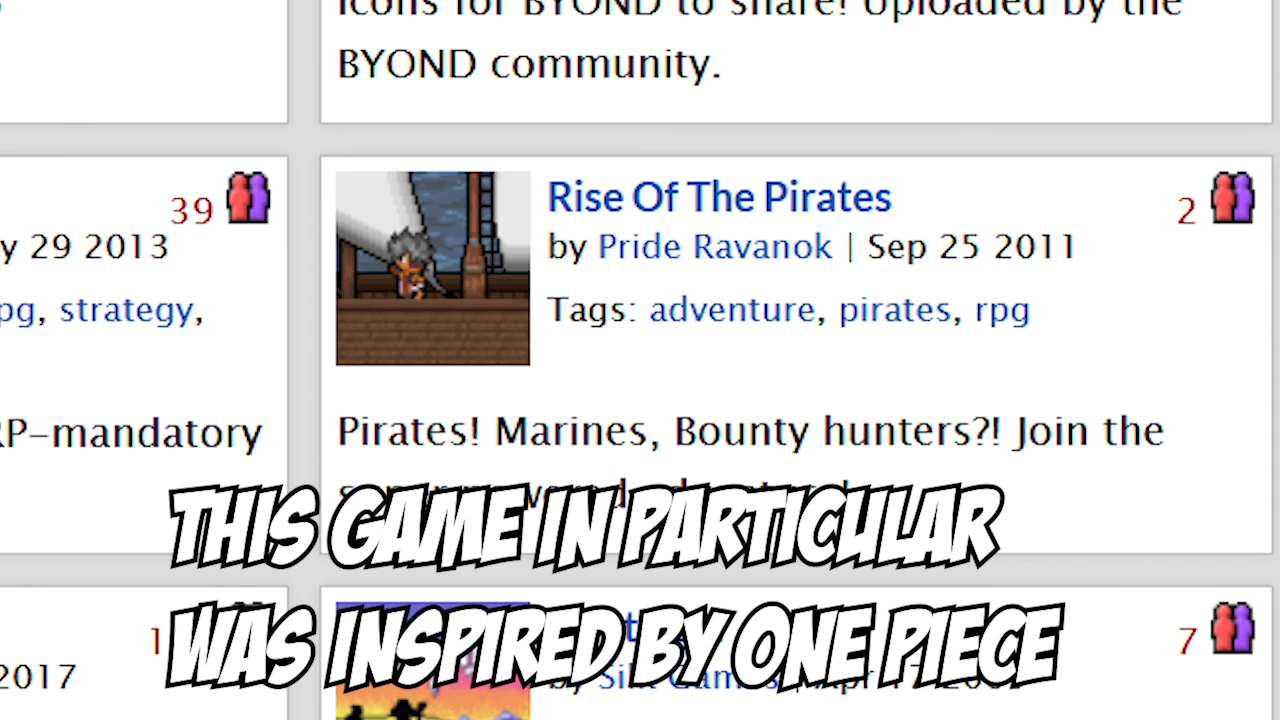 Icons for BYOND to share! Uploaded by the
BYOND community.
39
y 29 2013
pg, strategy,
RP-mandatory
Rise Of The Pirates
2
by Pride Ravanok | Sep 25 2011
Tags: adventure, pirates, rpg
Pirates! Marines, Bounty hunters?! Join the
THIS GAME IN PARTICULAR
WAS INSPIRED BY ONE PIECE
1
2017
7
by